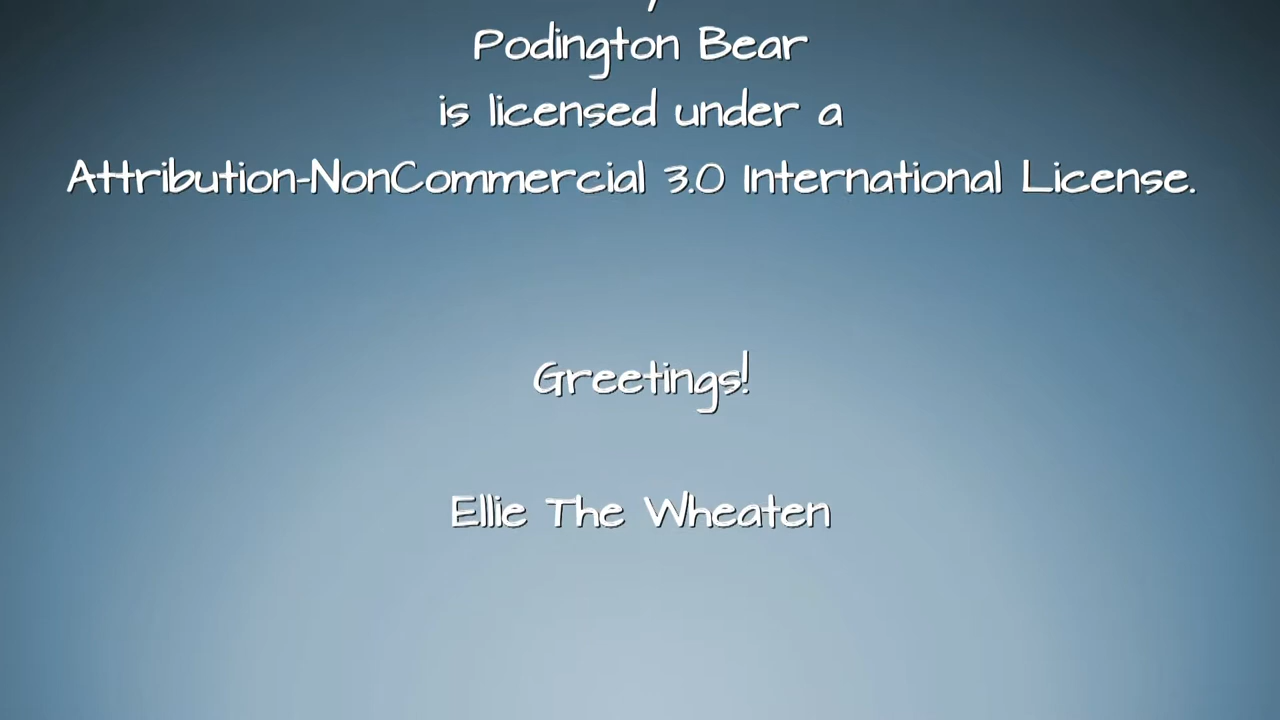 Podington Bear
is licensed under a
Attribution-NonCommercial 3.0 International License.
Greetings!
Ellie The Wheaten